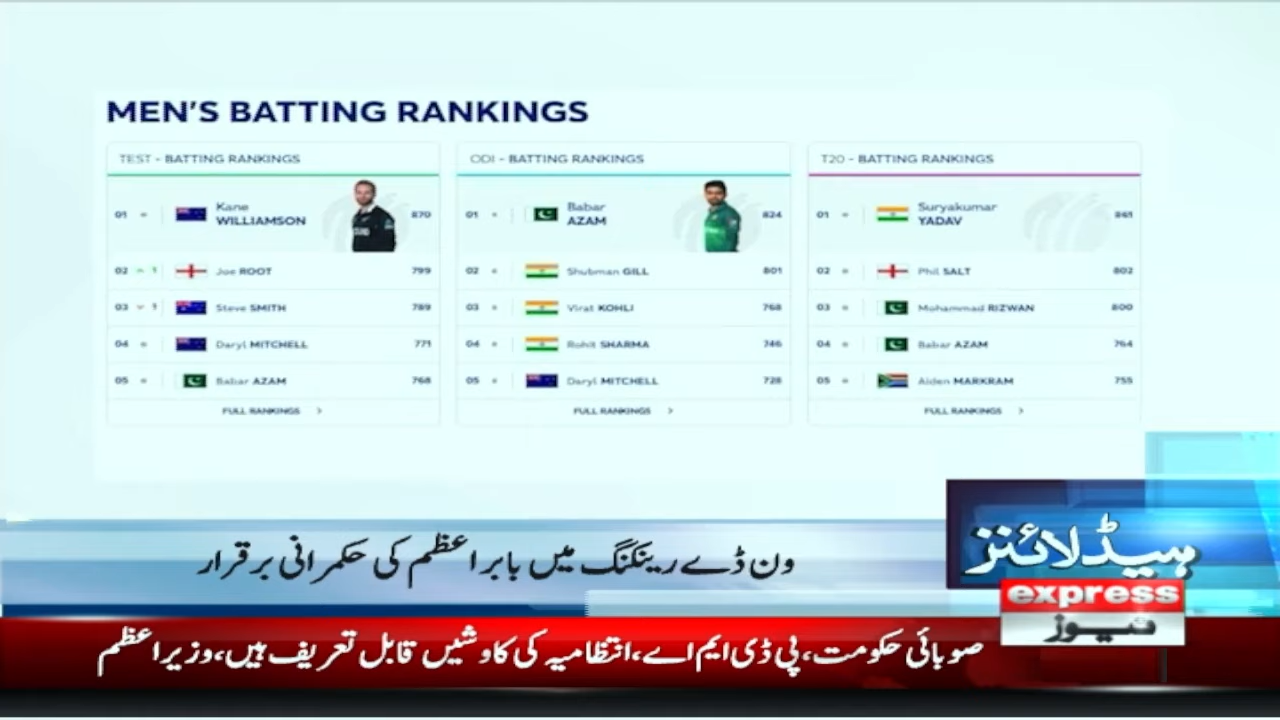 MEN'S BATTING RANKINGS
TEST - BATTING RANKINGS
01 Kane WILLIAMSON 870
02 1 Joe ROOT 799
03 1 Steve SMITH 789
04 Daryl MITCHELL 771
05 Babar AZAM 768
FULL RANKINGS
ODI - BATTING RANKINGS
01 Babar AZAM 824
02 Shubman GILL 801
03 Virat KOHLI 768
04 Rohit SHARMA 746
05 Daryl MITCHELL 728
FULL RANKINGS
T20 - BATTING RANKINGS
01 Suryakumar YADAV 861
02 Phil SALT 802
03 Mohammad RIZWAN 800
04 Babar AZAM 764
05 Aiden MARKRAM 755
FULL RANKINGS
ہیڈلائنز
ون ڈے رینکنگ میں بابر اعظم کی حکمرانی برقرار
express
نیوز
صوبائی حکومت، پی ڈی ایم اے، انتظامیہ کی کاوشیں قابل تعریف ہیں، وزیراعظم